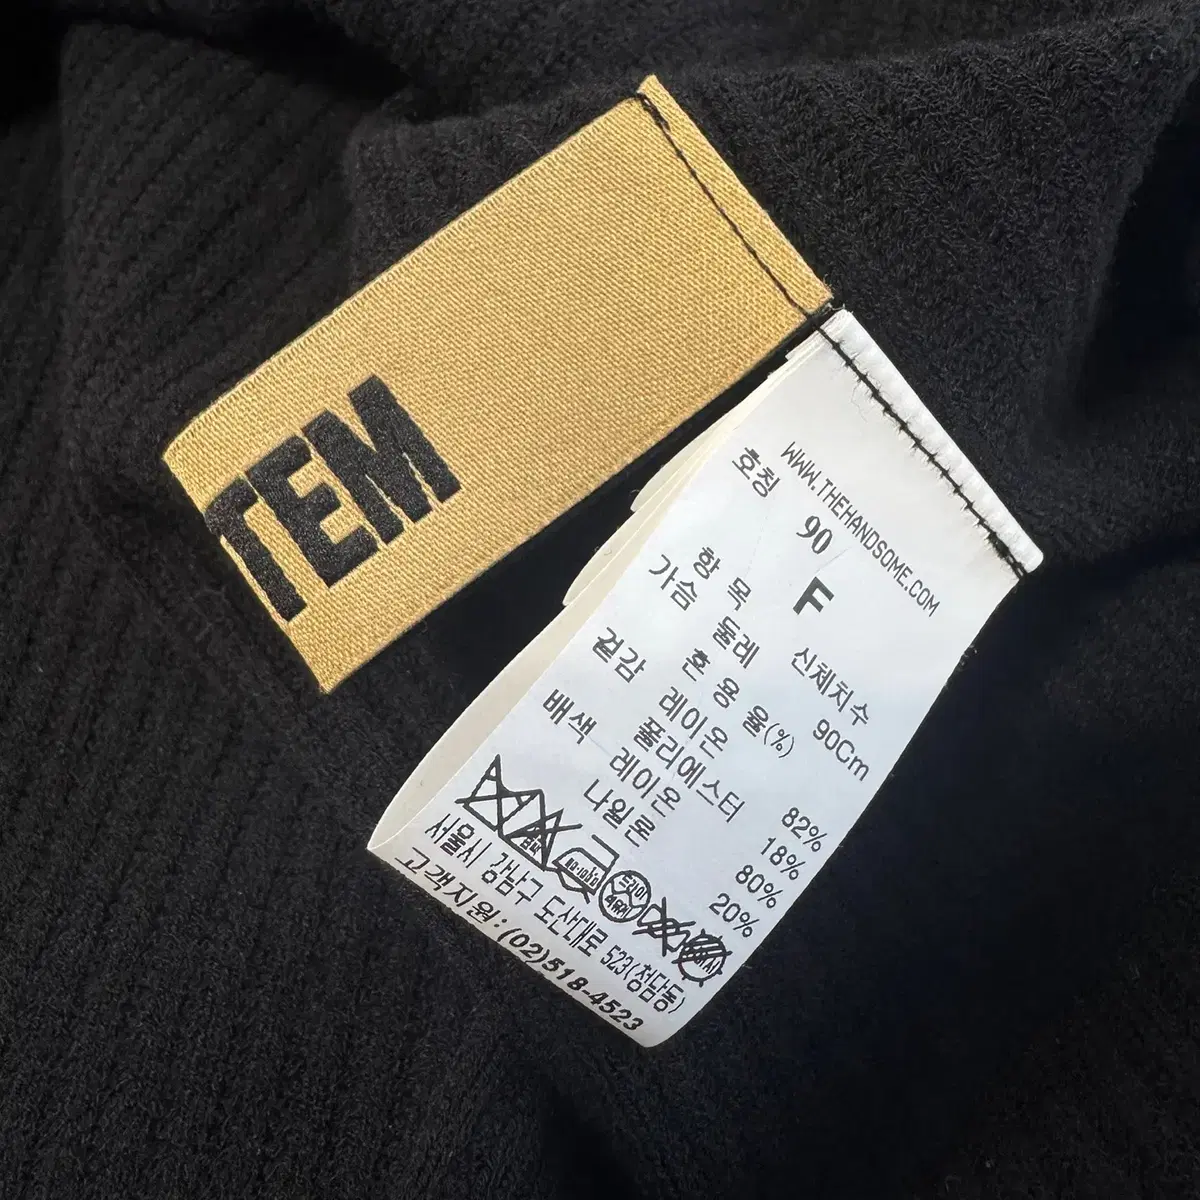 TEM
WWW.THEHANDSOME.COM
호칭 90 F
항 목 신체치수
가슴 둘레 90Cm
혼 용 율(%)
겉감 레이온 82%
폴리에스터 18%
배색 레이온 80%
나일론 20%
서울시 강남구 도산대로 523(청담동)
고객지원:(02)518-4523